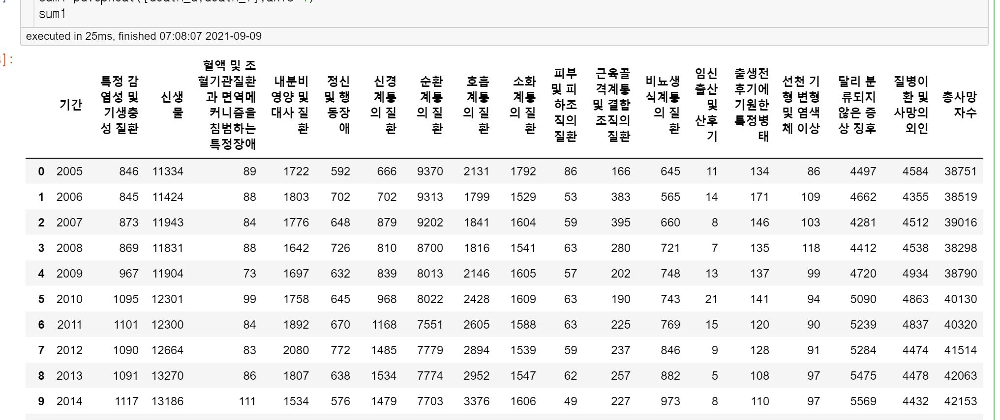 sum1
executed in 25ms, finished 07:08:07 2021-09-09
]:
기간 특정 감염성 및 기생충성 질환 신생물 혈액 및 조혈기관질환과 면역메커니즘을 침범하는 특정장애 내분비 영양 및 대사 질환 정신 및 행동장애 신경계통의 질환 순환계통의 질환 호흡계통의 질환 소화계통의 질환 피부 및 피하조직의 질환 근육골격계통 및 결합조직의 질환 비뇨생식계통의 질환 임신 출산 및 산후기 출생전후기에 기원한 특정병태 선천 기형 변형 및 염색체 이상 달리 분류되지 않은 증상 징후 질병이환 및 사망의 외인 총사망자수
0 2005 846 11334 89 1722 592 666 9370 2131 1792 86 166 645 11 134 86 4497 4584 38751
1 2006 845 11424 88 1803 702 702 9313 1799 1529 53 383 565 14 171 109 4662 4355 38519
2 2007 873 11943 84 1776 648 879 9202 1841 1604 59 395 660 8 146 103 4281 4512 39016
3 2008 869 11831 88 1642 726 810 8700 1816 1541 63 280 721 7 135 118 4412 4538 38298
4 2009 967 11904 73 1697 632 839 8013 2146 1605 57 202 748 13 137 99 4720 4934 38790
5 2010 1095 12301 99 1758 645 968 8022 2428 1609 63 190 743 21 141 94 5090 4863 40130
6 2011 1101 12300 84 1892 670 1168 7551 2605 1588 63 225 769 15 120 90 5239 4837 40320
7 2012 1090 12664 83 2080 772 1485 7779 2894 1539 59 237 846 9 128 91 5284 4474 41514
8 2013 1091 13270 86 1807 638 1534 7774 2952 1547 62 257 882 5 108 97 5475 4478 42063
9 2014 1117 13186 111 1534 576 1479 7703 3376 1606 49 227 973 8 110 97 5569 4432 42153